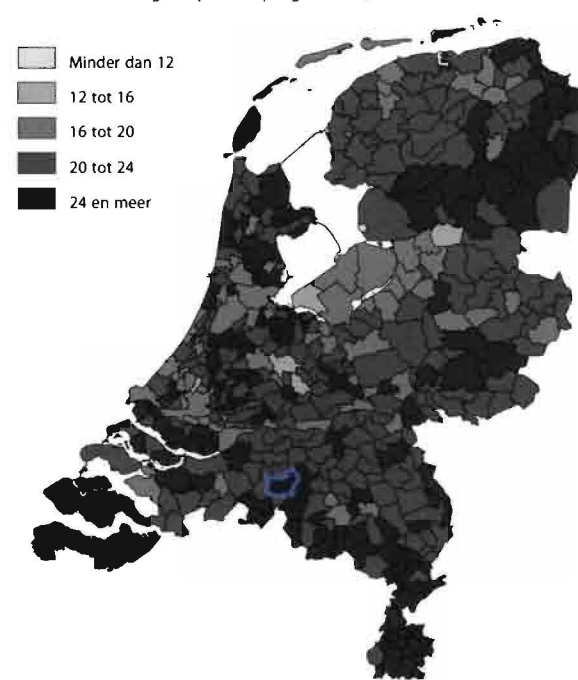 Minder dan 12
12 tot 16
16 tot 20
20 tot 24
24 en meer